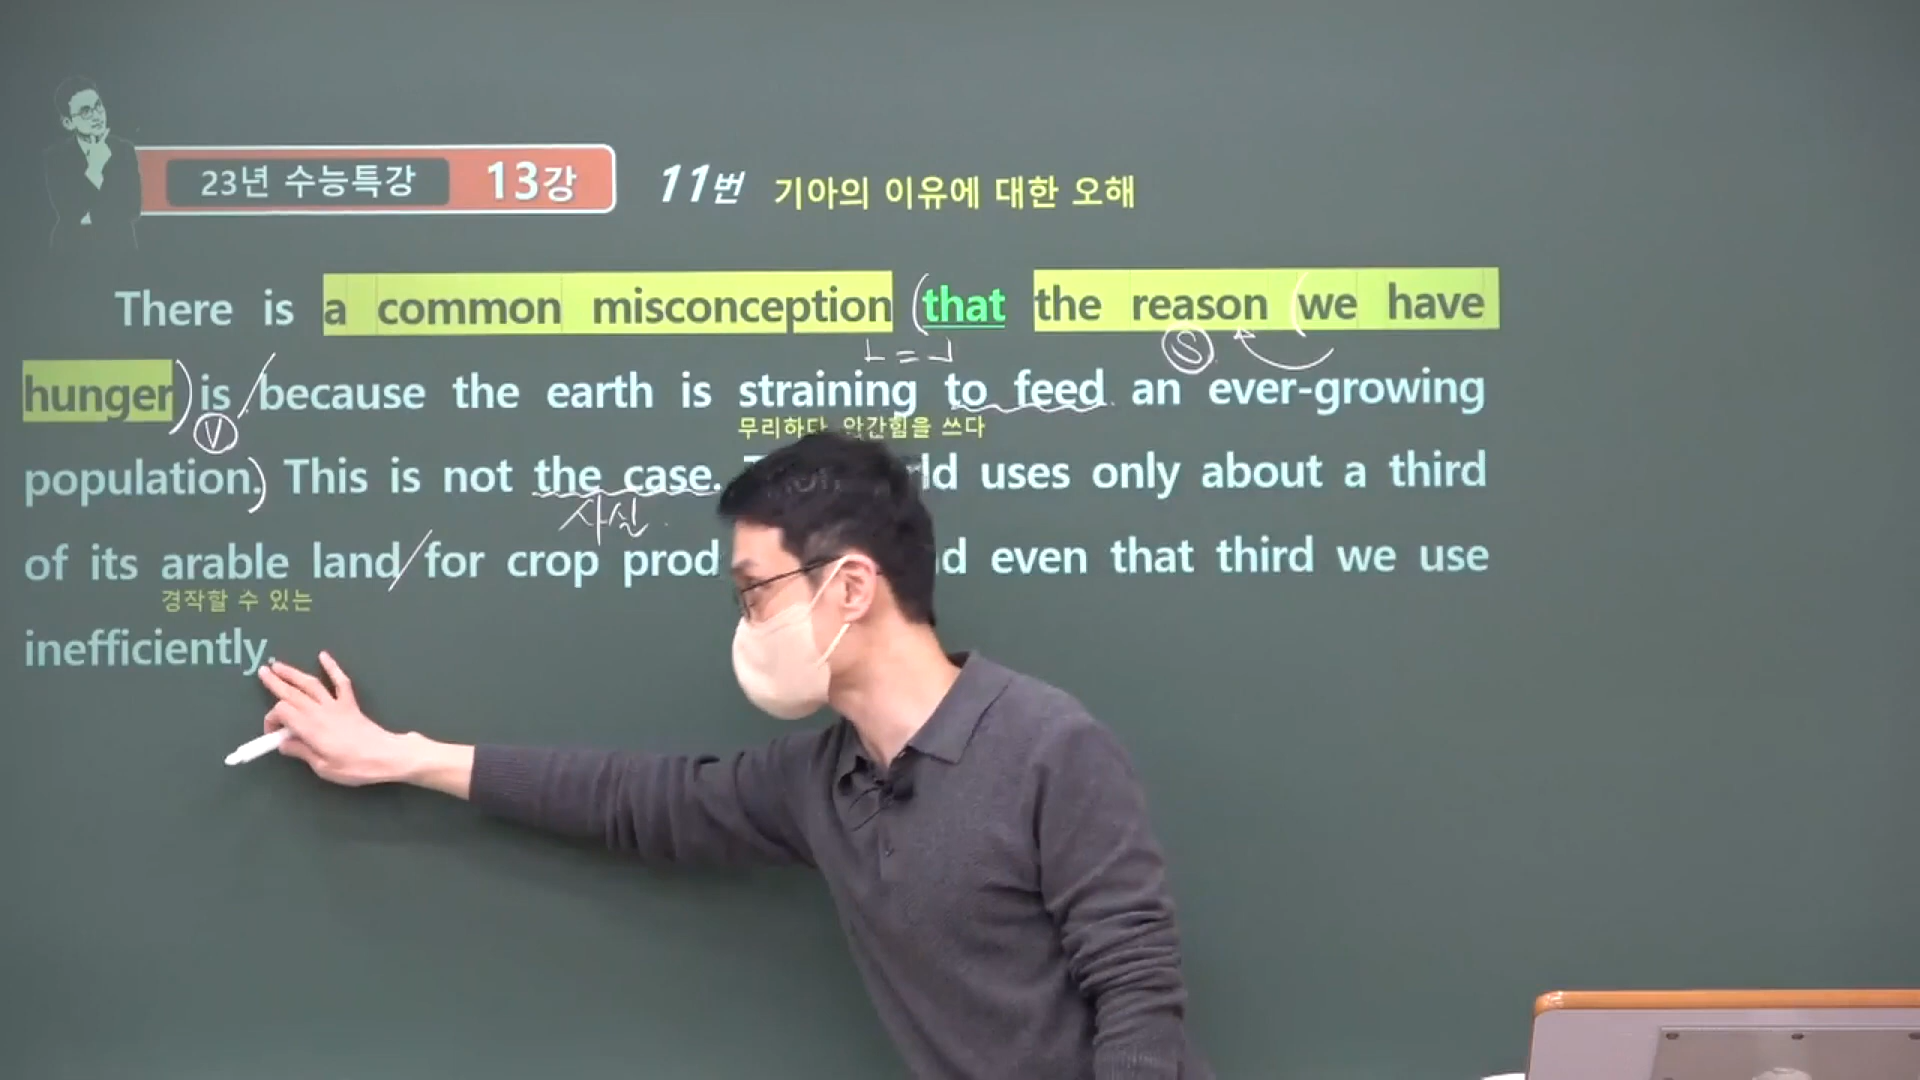 23년 수능특강 13강 11번 기아의 이유에 대한 오해
There is a common misconception (that the reason (we have
L = ┘ S
hunger) is / because the earth is straining to feed an ever-growing
V 무리하다, 안간힘을 쓰다
population.) This is not the case. uses only about a third
사실
of its arable land / for crop even that third we use
경작할 수 있는
inefficiently.